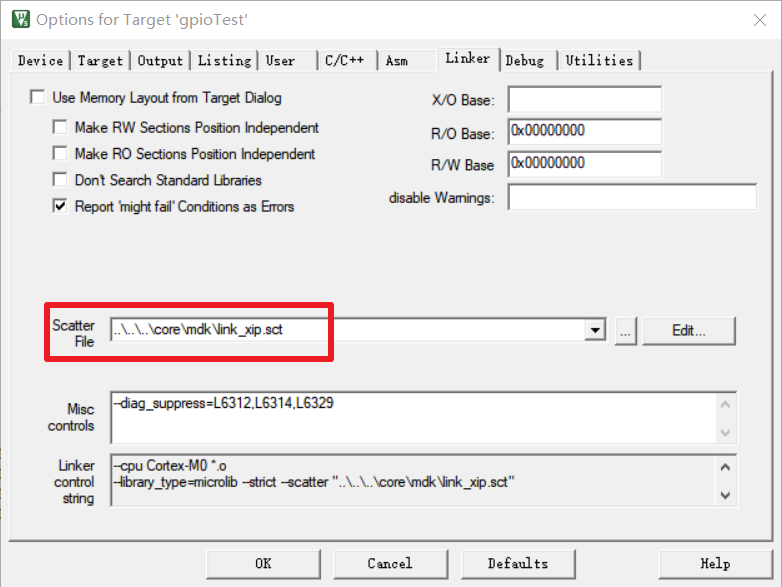 Options for Target 'gpioTest'
Device Target Output Listing User C/C++ Asm Linker Debug Utilities
Use Memory Layout from Target Dialog
Make RW Sections Position Independent
Make RO Sections Position Independent
Don't Search Standard Libraries
Report 'might fail' Conditions as Errors
X/O Base:
R/O Base: 0x00000000
R/W Base 0x00000000
disable Warnings:
Scatter
File
..\..\..\core\mdk\link_xip.sct
...
Edit...
Misc
controls
--diag_suppress=L6312,L6314,L6329
Linker
control
string
--cpu Cortex-M0 *.o
--library_type=microlib --strict --scatter "..\..\..\core\mdk\link_xip.sct"
OK Cancel Defaults Help